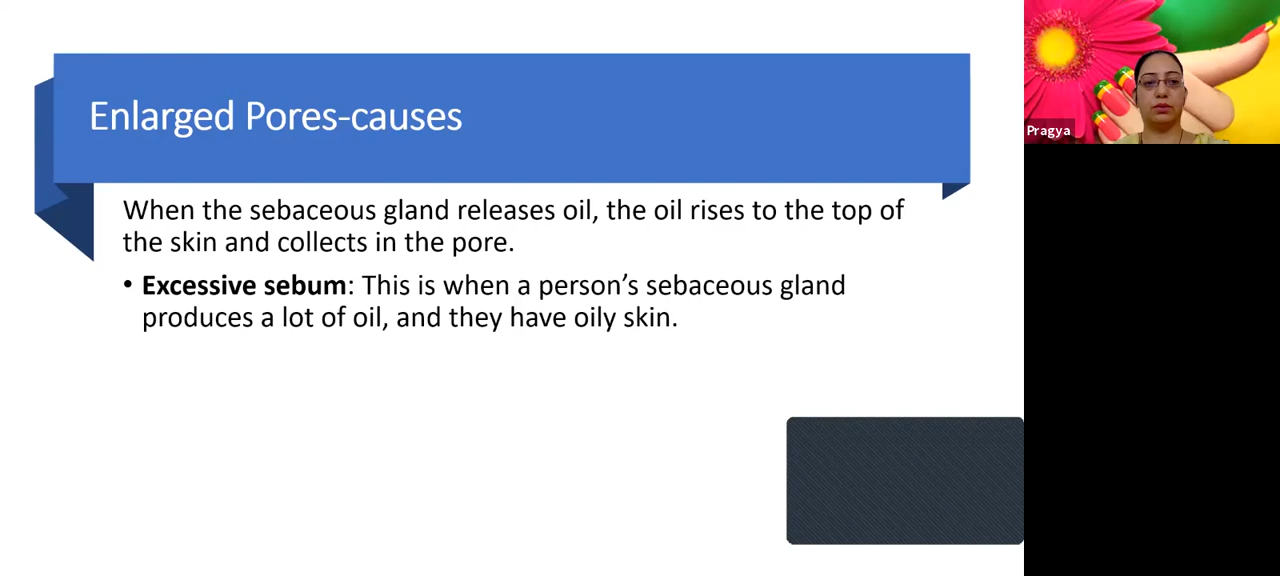 Enlarged Pores-causes
When the sebaceous gland releases oil, the oil rises to the top of
the skin and collects in the pore.
• Excessive sebum: This is when a person’s sebaceous gland
produces a lot of oil, and they have oily skin.
Pragya